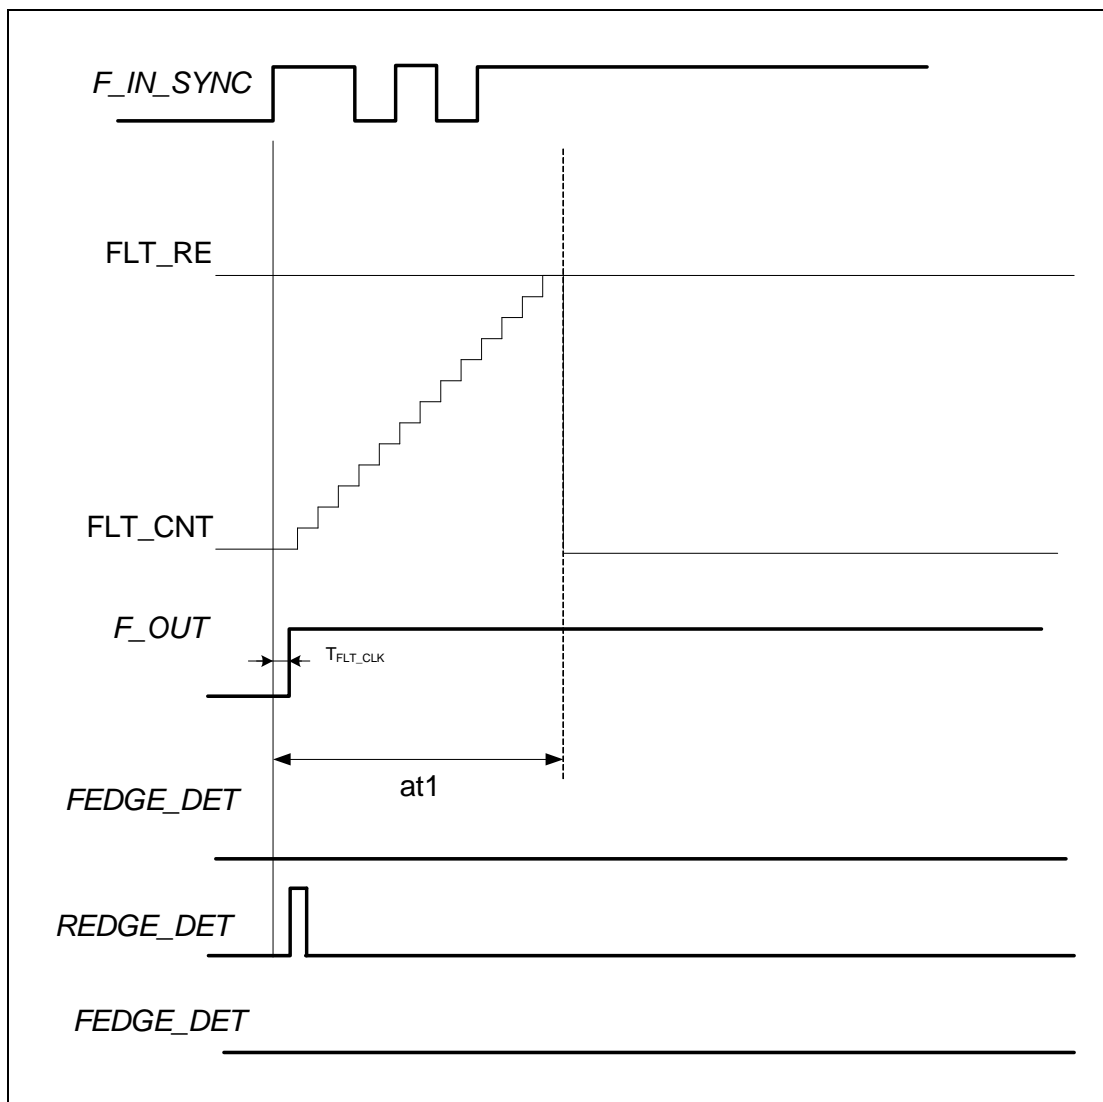 F_IN_SYNC
FLT_RE
FLT_CNT
F_OUT
TFLT_CLK
at1
FEDGE_DET
REDGE_DET
FEDGE_DET